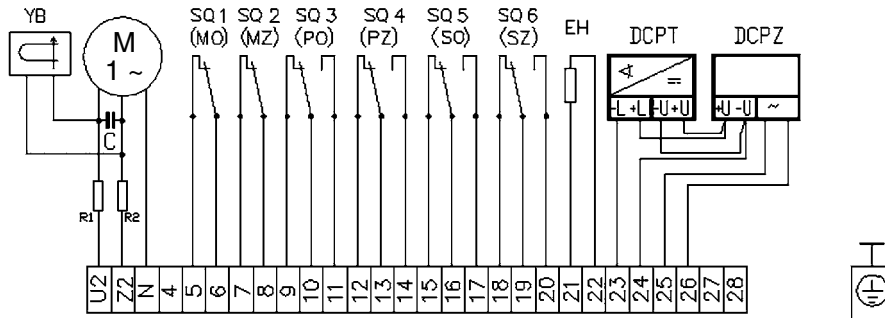 YB
M
1 ~
C
R1
R2
SQ 1
(MO)
SQ 2
(MZ)
SQ 3
(PO)
SQ 4
(PZ)
SQ 5
(SO)
SQ 6
(SZ)
EH
DCPT
DCPZ
-L +L -U +U
+U -U ~
U2 Z2 N 4 5 6 7 8 9 10 11 12 13 14 15 16 17 18 19 20 21 22 23 24 25 26 27 28